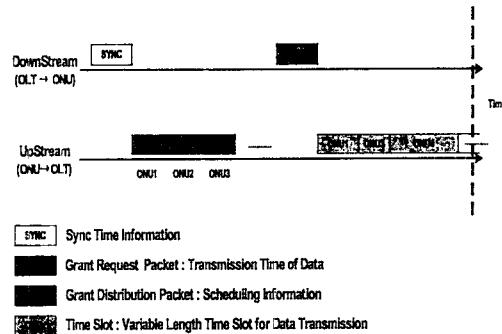 SYNC
DownStream
(OLT → ONU)
Tim
UpStream
(ONU→OLT)
ONU1 ONU2 ONU3
SYNC Sync Time Information
Grant Request Packet : Transmission Time of Data
Grant Distribution Packet : Scheduling Information
Time Slot : Variable Length Time Slot for Data Transmission